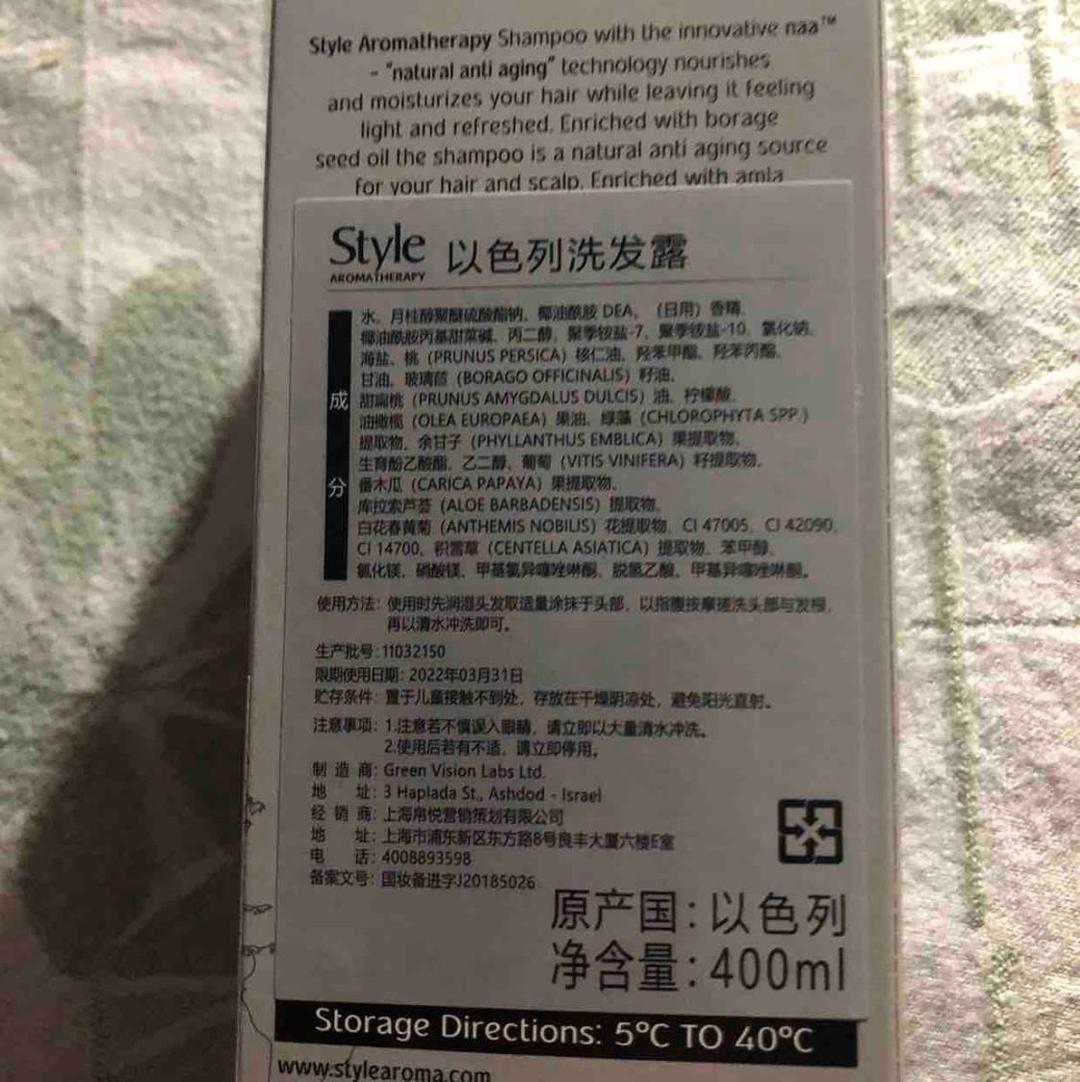 Style Aromatherapy Shampoo with the innovative naa™
- "natural anti aging" technology nourishes
and moisturizes your hair while leaving it feeling
light and refreshed. Enriched with borage
seed oil the shampoo is a natural anti aging source
for your hair and scalp. Enriched with amla
Style 以色列洗发露
AROMATHERAPY
成分
水、月桂醇聚醚硫酸酯钠、椰油酰胺 DEA、（日用）香精、
椰油酰胺丙基甜菜碱、丙二醇、聚季铵盐-7、聚季铵盐-10、氯化钠、
海盐、桃（PRUNUS PERSICA）核仁油、羟苯甲酯、羟苯丙酯、
甘油、玻璃苣（BORAGO OFFICINALIS）籽油、
甜扁桃（PRUNUS AMYGDALUS DULCIS）油、柠檬酸、
油橄榄（OLEA EUROPAEA）果油、绿藻（CHLOROPHYTA SPP.）
提取物、余甘子（PHYLLANTHUS EMBLICA）果提取物、
生育酚乙酸酯、乙二醇、葡萄（VITIS VINIFERA）籽提取物、
番木瓜（CARICA PAPAYA）果提取物、
库拉索芦荟（ALOE BARBADENSIS）提取物、
白花春黄菊（ANTHEMIS NOBILIS）花提取物、CI 47005、CI 42090、
CI 14700、积雪草（CENTELLA ASIATICA）提取物、苯甲醇、
氯化镁、硝酸镁、甲基氯异噻唑啉酮、脱氢乙酸、甲基异噻唑啉酮。
使用方法：使用时先润湿头发取适量涂抹于头部，以指腹按摩搓洗头部与发根，
再以清水冲洗即可。
生产批号：11032150
限期使用日期：2022年03月31日
贮存条件：置于儿童接触不到处，存放在干燥阴凉处，避免阳光直射。
注意事项：1.注意若不慎误入眼睛，请立即以大量清水冲洗。
2.使用后若有不适，请立即停用。
制造商：Green Vision Labs Ltd.
地址：3 Haplada St., Ashdod - Israel
经销商：上海帛悦营销策划有限公司
地址：上海市浦东新区东方路8号良丰大厦六楼E室
电话：4008893598
备案文号：国妆备进字J20185026
原产国：以色列
净含量：400ml
Storage Directions: 5°C TO 40°C
www.stylearoma.com